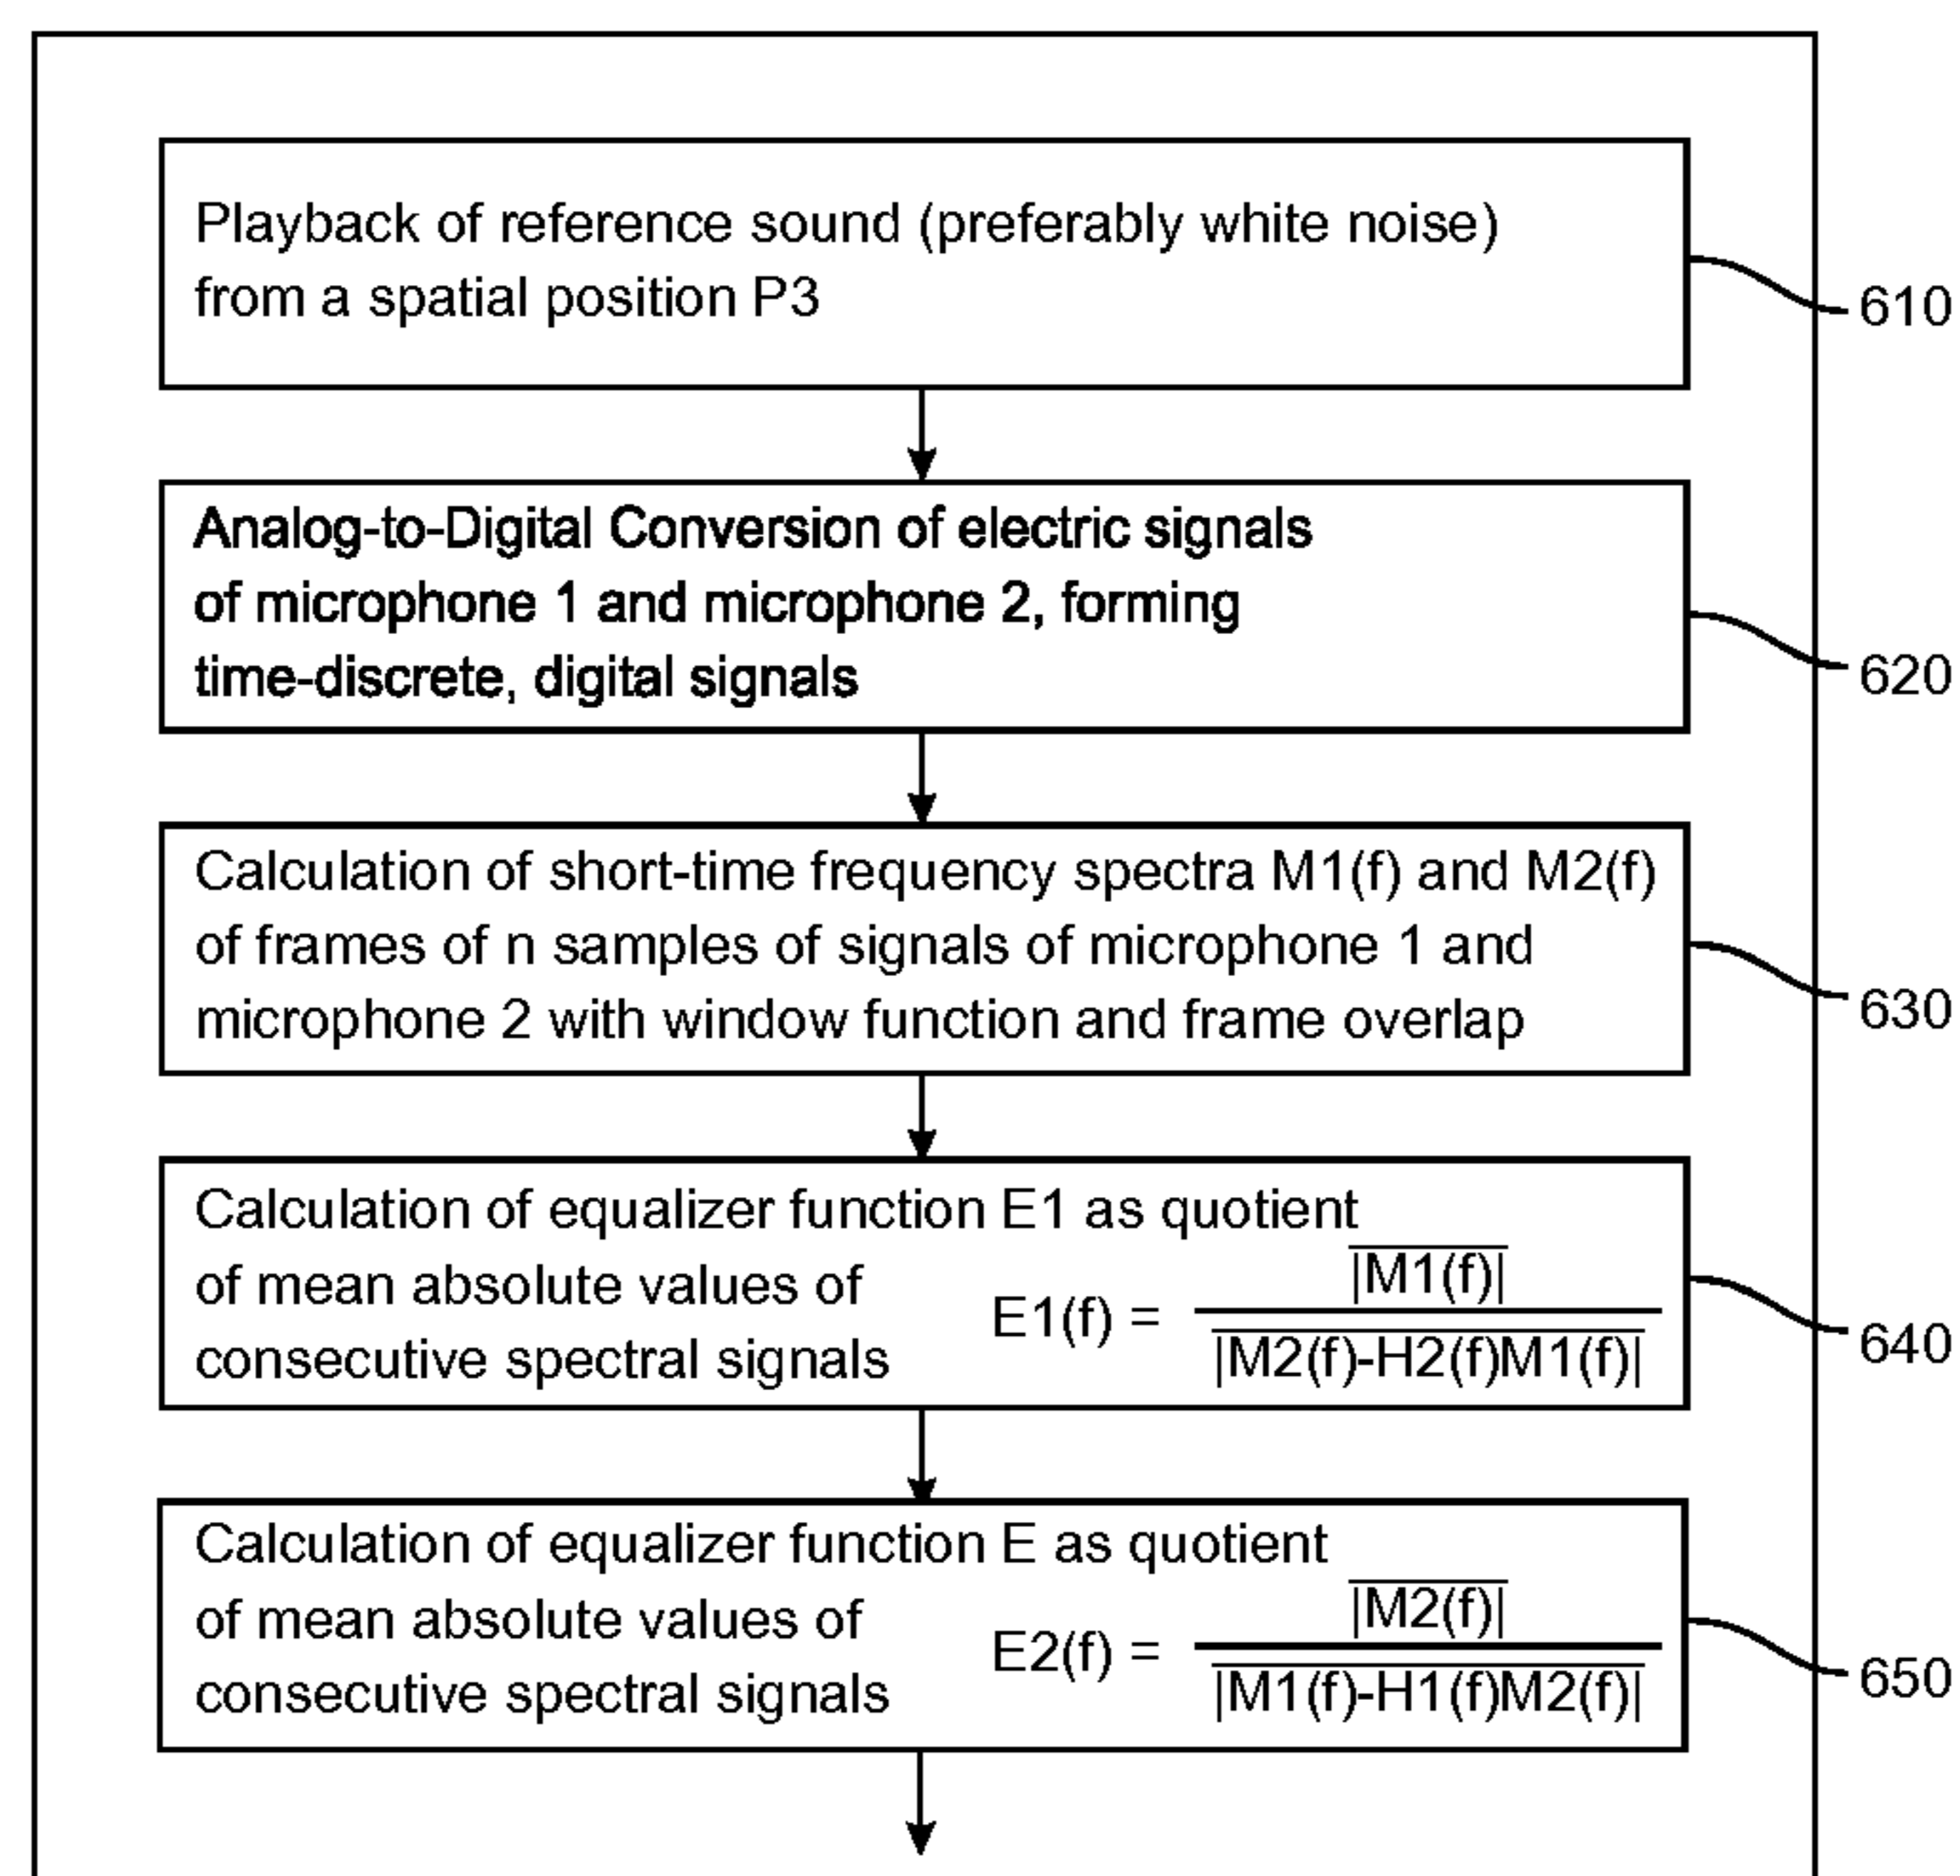 Playback of reference sound (preferably white noise)
from a spatial position P3
610
Analog-to-Digital Conversion of electric signals
of microphone 1 and microphone 2, forming
time-discrete, digital signals
620
Calculation of short-time frequency spectra M1(f) and M2(f)
of frames of n samples of signals of microphone 1 and
microphone 2 with window function and frame overlap
630
Calculation of equalizer function E1 as quotient
of mean absolute values of
consecutive spectral signals
E1(f) =
|M1(f)|
|M2(f)-H2(f)M1(f)|
640
Calculation of equalizer function E as quotient
of mean absolute values of
consecutive spectral signals
E2(f) =
|M2(f)|
|M1(f)-H1(f)M2(f)|
650